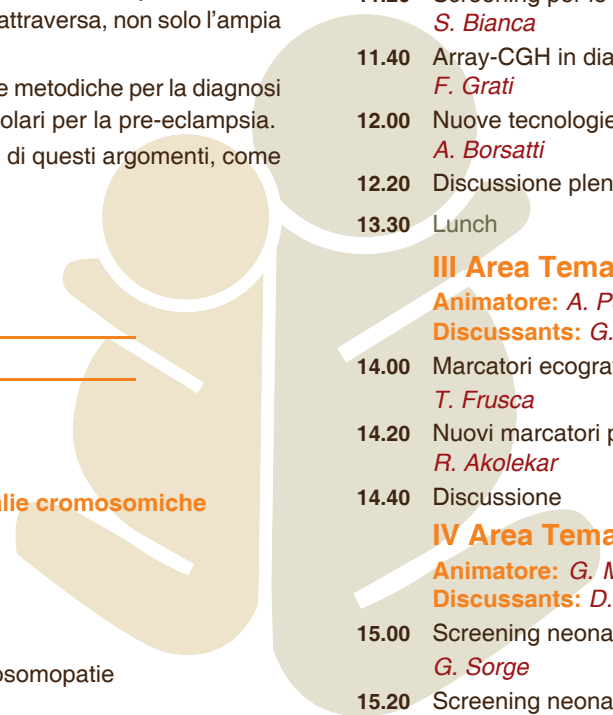 attraversa, non solo l'ampia
e metodiche per la diagnosi
olari per la pre-eclampsia.
di questi argomenti, come
alie cromosomiche
osomopatie
S. Bianca
11.40 Array-CGH in dia
F. Grati
12.00 Nuove tecnologie
A. Borsatti
12.20 Discussione plen
13.30 Lunch
III Area Tema
Animatore: A. P
Discussants: G.
14.00 Marcatori ecogra
T. Frusca
14.20 Nuovi marcatori p
R. Akolekar
14.40 Discussione
IV Area Tema
Animatore: G. M
Discussants: D.
15.00 Screening neona
G. Sorge
15.20 Screening neona